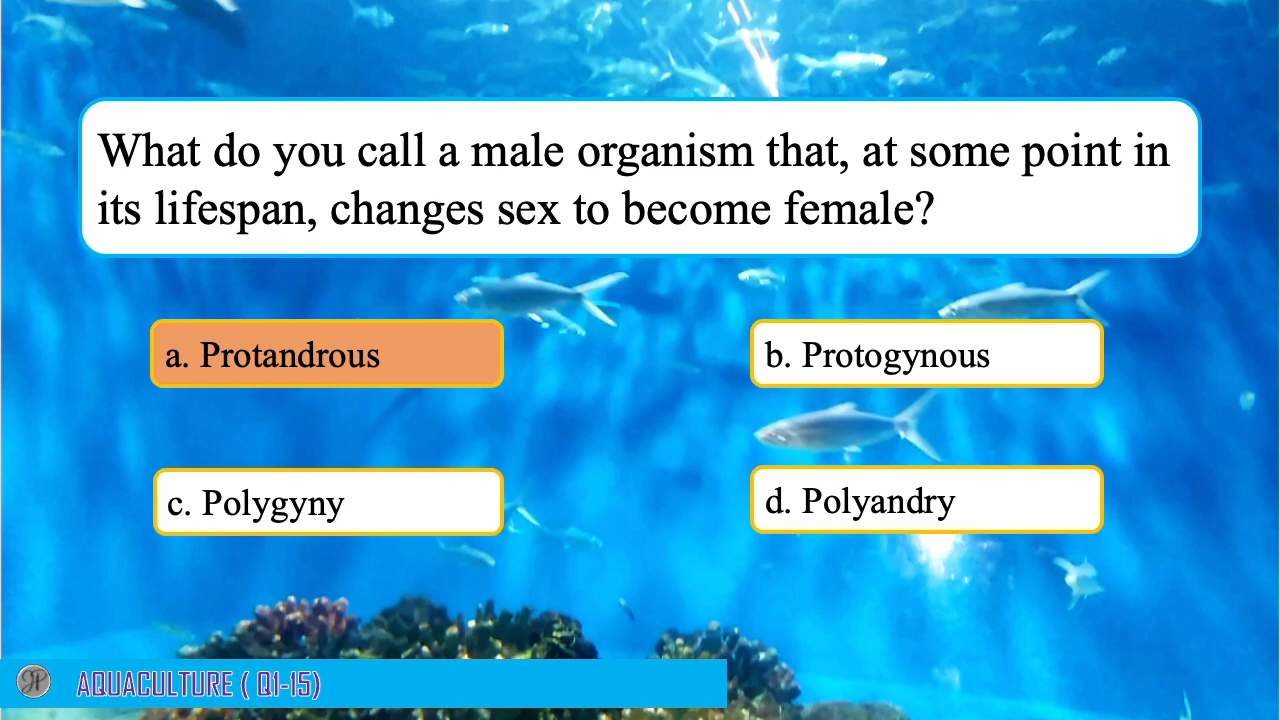 What do you call a male organism that, at some point in
its lifespan, changes sex to become female?
a. Protandrous
b. Protogynous
c. Polygyny
d. Polyandry
AQUACULTURE ( Q1-15)